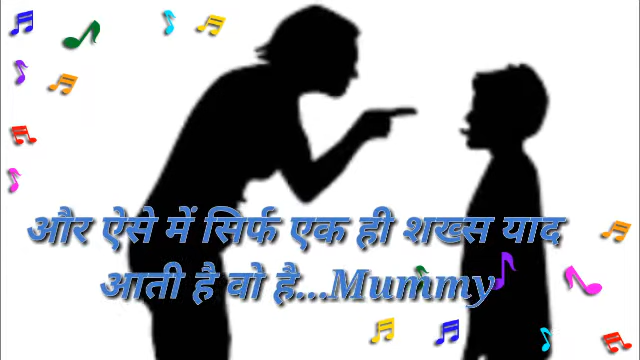 और ऐसे में सिर्फ एक ही शख्स याद
आती है वो है...Mummy